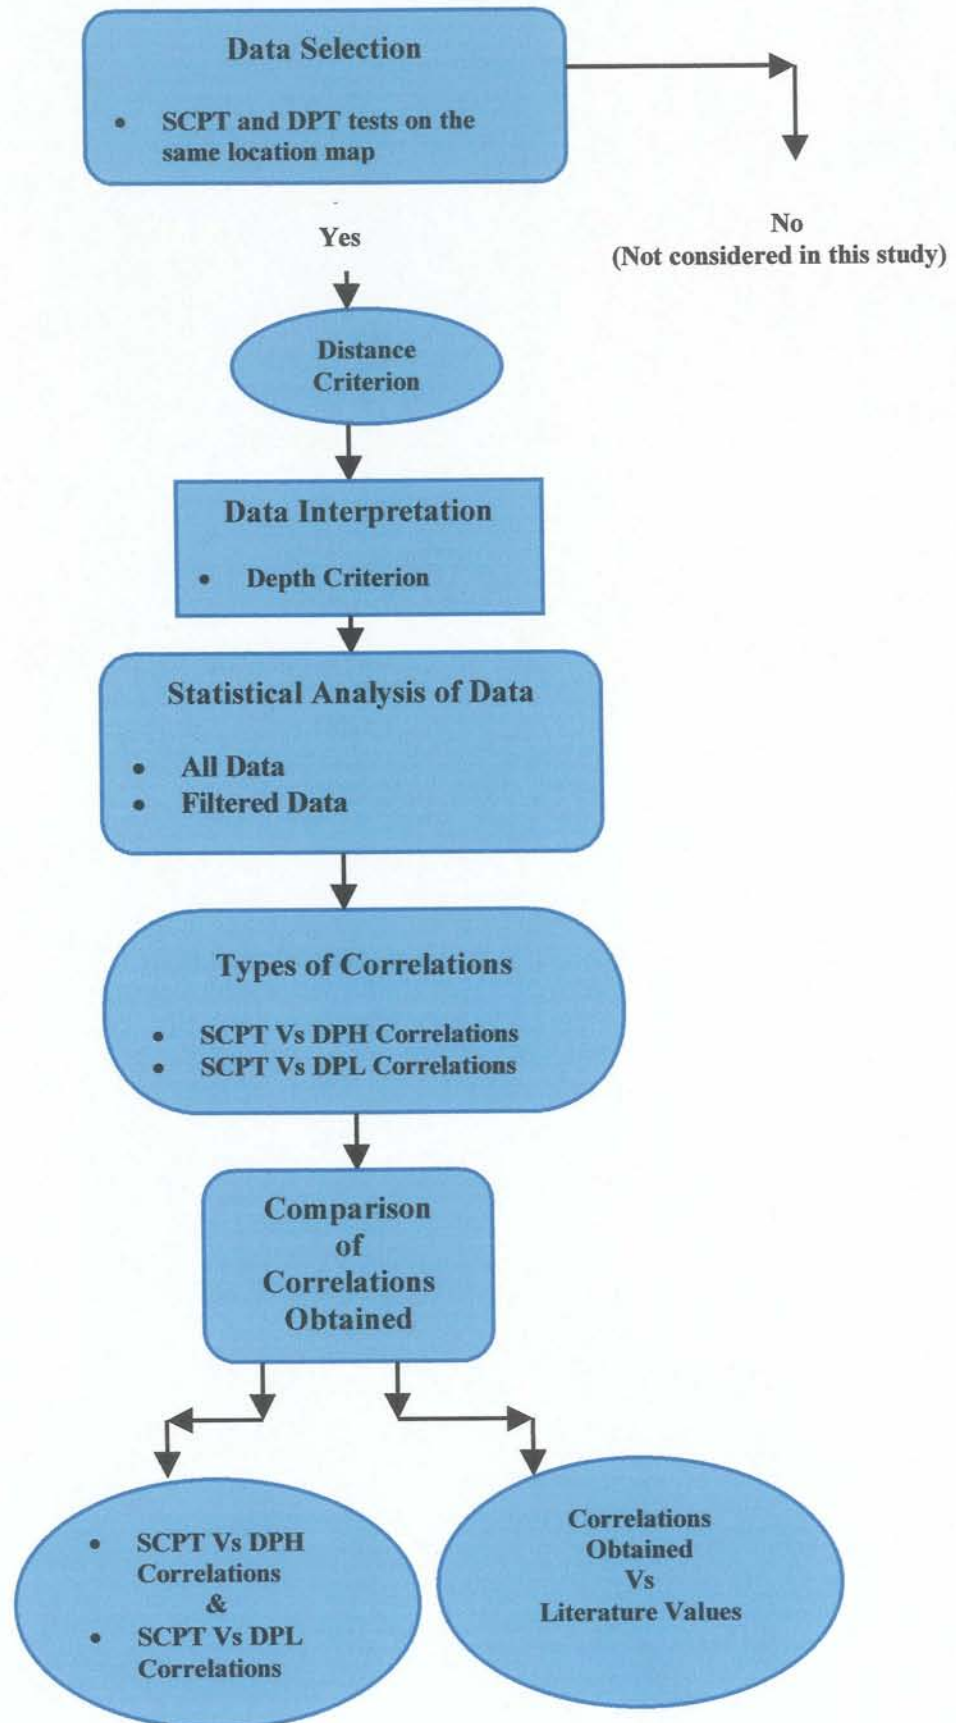 Data Selection
• SCPT and DPT tests on the
same location map
Yes
No
(Not considered in this study)
Distance
Criterion
Data Interpretation
• Depth Criterion
Statistical Analysis of Data
• All Data
• Filtered Data
Types of Correlations
• SCPT Vs DPH Correlations
• SCPT Vs DPL Correlations
Comparison
of
Correlations
Obtained
• SCPT Vs DPH
Correlations
&
• SCPT Vs DPL
Correlations
Correlations
Obtained
Vs
Literature Values